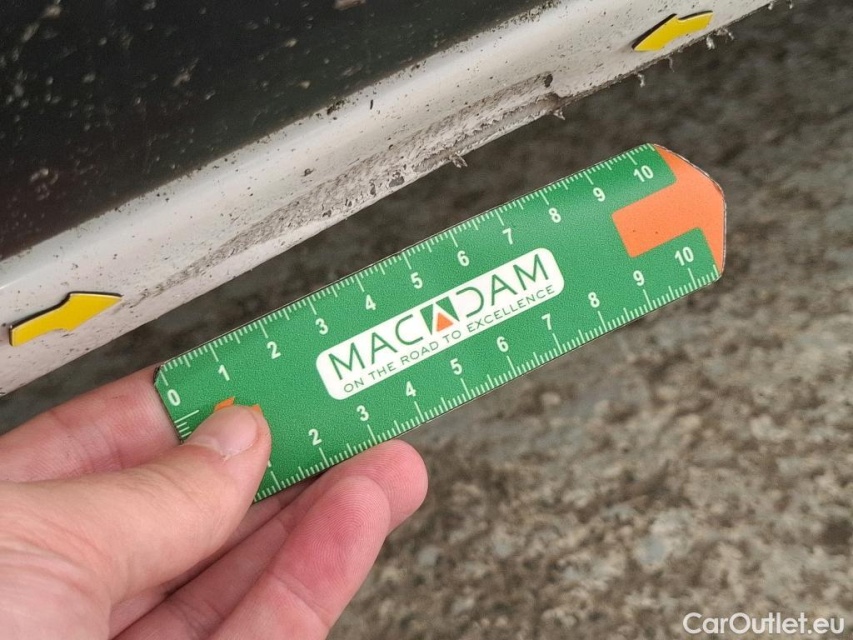 0 1 2 3 4 5 6 7 8 9 10
MACADAM
ON THE ROAD TO EXCELLENCE
2 3 4 5 6 7 8 9 10
CarOutlet.eu